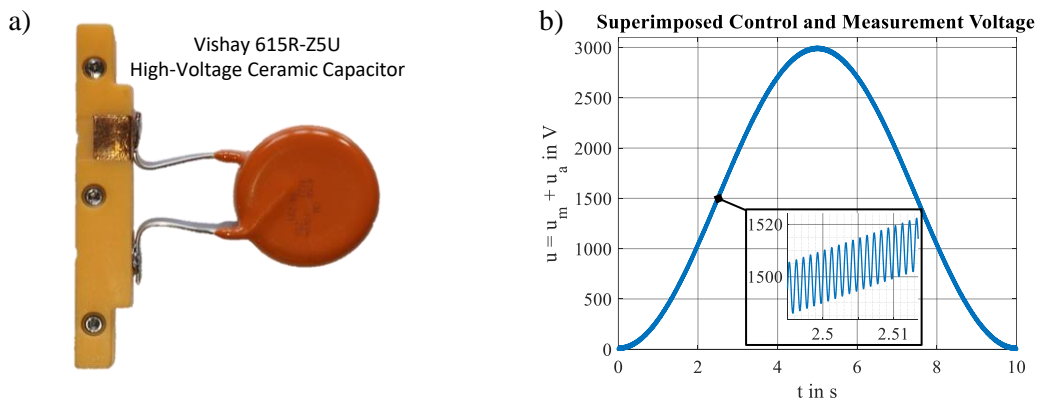 a)
Vishay 615R-Z5U
High-Voltage Ceramic Capacitor
b)
Superimposed Control and Measurement Voltage
u = u_m + u_a in V
3000
2500
2000
1500
1000
500
0
1520
1500
2.5
2.51
0
2
4
6
8
10
t in s